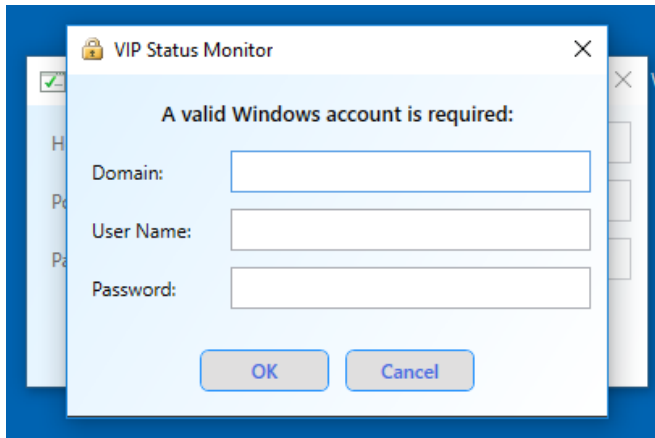 VIP Status Monitor
A valid Windows account is required:
Domain:
User Name:
Password:
OK
Cancel